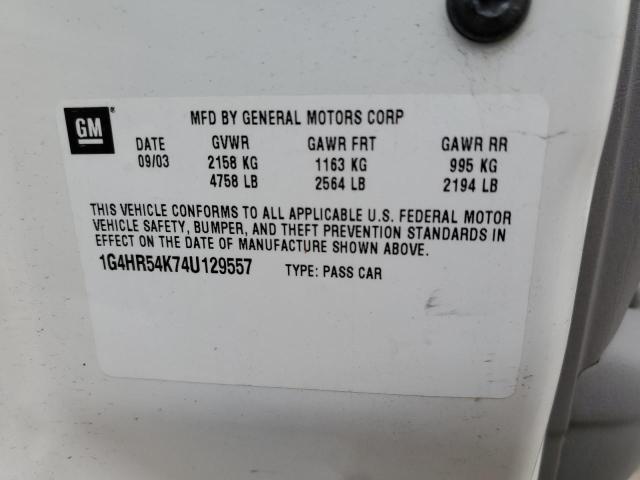 GM
MFD BY GENERAL MOTORS CORP
DATE GVWR GAWR FRT GAWR RR
09/03 2158 KG 1163 KG 995 KG
4758 LB 2564 LB 2194 LB
THIS VEHICLE CONFORMS TO ALL APPLICABLE U.S. FEDERAL MOTOR
VEHICLE SAFETY, BUMPER, AND THEFT PREVENTION STANDARDS IN
EFFECT ON THE DATE OF MANUFACTURE SHOWN ABOVE.
1G4HR54K74U129557 TYPE: PASS CAR